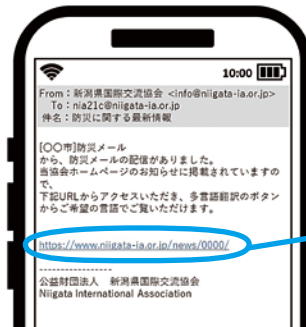 10:00
From：新潟県国際交流協会 <info@niigata-ia.or.jp>
To：nia21c@niigata-ia.or.jp
件名：防災に関する最新情報
[〇〇市]防災メール
から、防災メールの配信がありました。
当協会ホームページのお知らせに掲載されていますの
で、
下記URLからアクセスいただき、多言語翻訳のボタン
からご希望の言語でご覧いただけます。
https://www.niigata-ia.or.jp/news/0000/
-----------------
公益財団法人　新潟県国際交流協会
Niigata International Association